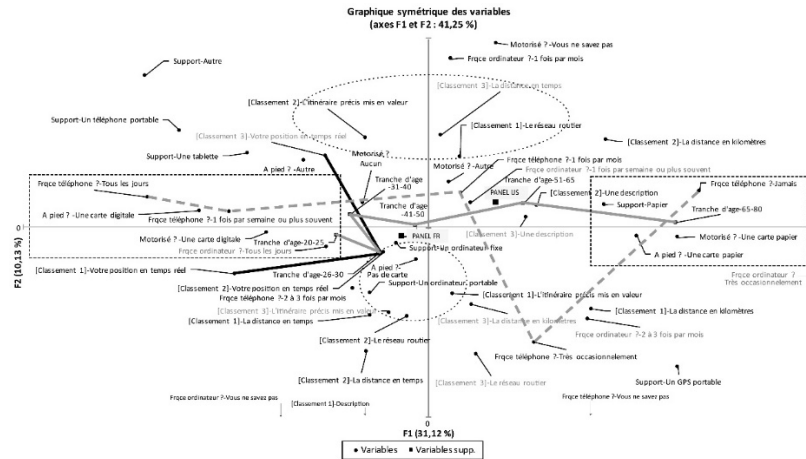 Graphique symétrique des variables
(axes F1 et F2 : 41,25 %)
Motorisé ? -Vous ne savez pas
Frqce ordinateur ?-1 fois par mois
Support-Autre
[Classement 3]-La distance en temps
[Classement 2]-L'itinéraire précis mis en valeur
Support-Un téléphone portable
[Classement 1]-Le réseau routier
[Classement 3]-Votre position en temps réel
[Classement 2]-La distance en kilomètres
Support-Une tablette
Motorisé ?
Aucun
A pied ? -Autre
Motorisé ? -Autre
Frqce téléphone ?-1 fois par mois
Frqce ordinateur ?-1 fois par semaine ou plus souvent
Tranche d'age
-31-40
Tranche d'age-51-65
Frqce téléphone ?-Tous les jours
PANEL US
[Classement 2]-Une description
Frqce téléphone ?-Jamais
Support-Papier
Tranche d'age
-41-50
Tranche d'age-65-80
A pied ? -Une carte digitale
Frqce téléphone ?-1 fois par semaine ou plus souvent
0
Motorisé ? -Une carte digitale
Tranche d'age-20-25
PANEL FR
[Classement 3]-Une description
Motorisé ? -Une carte papier
Frqce ordinateur ?-Tous les jours
Support-Un ordinateur fixe
A pied ? -Une carte papier
A pied ?-
Pas de carte
[Classement 1]-Votre position en temps réel
Tranche d'age-26-30
Frqce ordinateur ?
Très occasionnellement
Support-Un ordinateur portable
[Classement 2]-Votre position en temps réel
Frqce téléphone ?-2 à 3 fois par mois
[Classement 1]-L'itinéraire précis mis en valeur
[Classement 3]-L'itinéraire précis mis en valeur
[Classement 1]-La distance en kilomètres
[Classement 3]-La distance en kilomètres
[Classement 1]-La distance en temps
Frqce ordinateur ?-2 à 3 fois par mois
[Classement 2]-Le réseau routier
Frqce téléphone ?-Très occasionnellement
[Classement 3]-Le réseau routier
[Classement 2]-La distance en temps
Support-Un GPS portable
Frqce ordinateur ?-Vous ne savez pas
[Classement 1]-Description
Frqce téléphone ?-Vous ne savez pas
0
F2 (10,13 %)
F1 (31,12 %)
Variables
Variables supp.